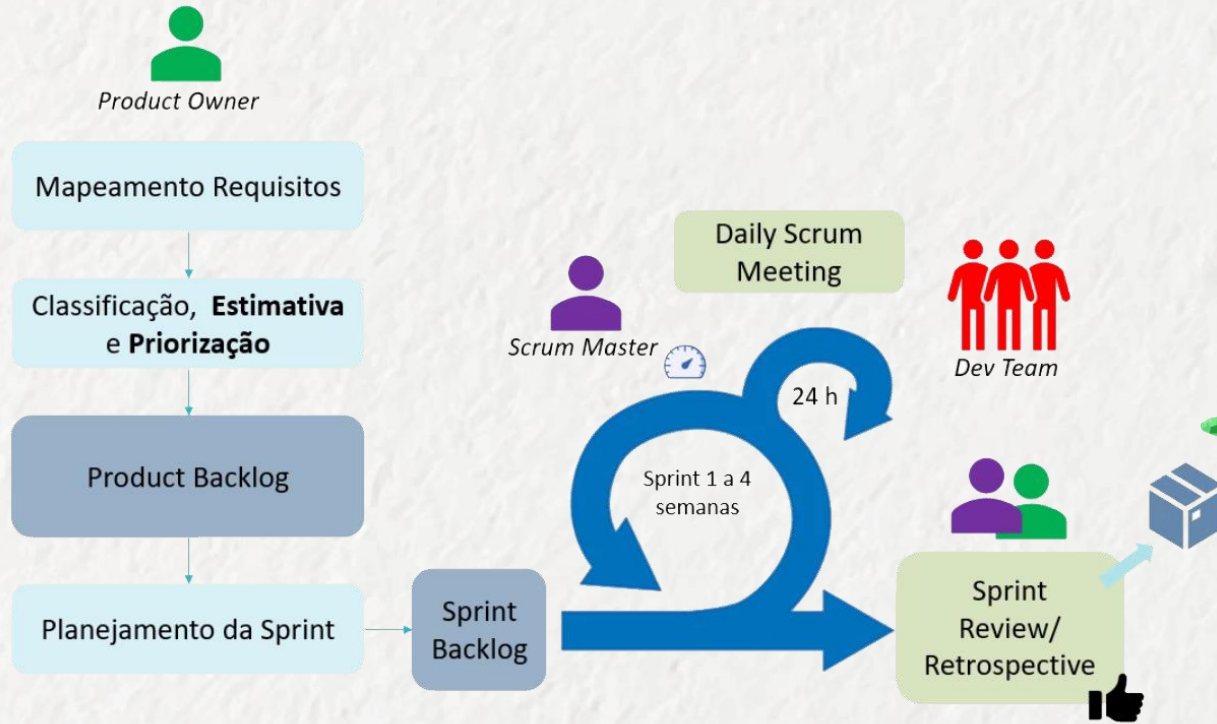 Product Owner
Mapeamento Requisitos
Classificação, Estimativa
e Priorização
Product Backlog
Planejamento da Sprint
Sprint
Backlog
Scrum Master
Daily Scrum
Meeting
Dev Team
24 h
Sprint 1 a 4
semanas
Sprint
Review/
Retrospective